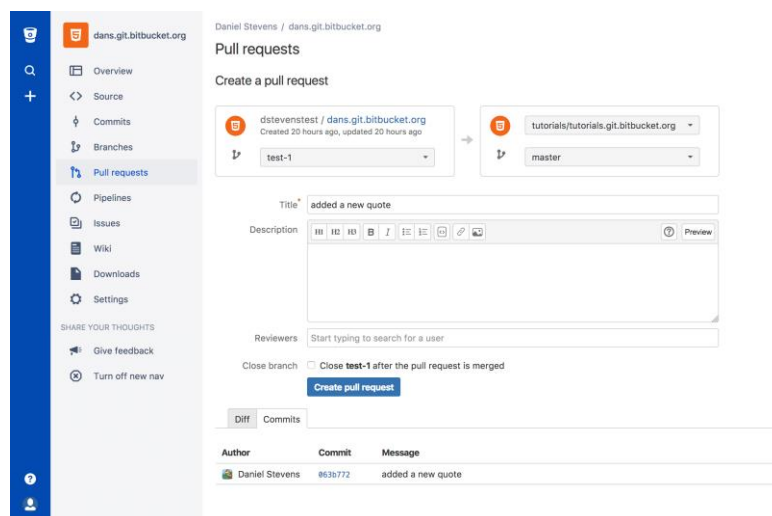 dans.git.bitbucket.org
Overview
Source
Commits
Branches
Pull requests
Pipelines
Issues
Wiki
Downloads
Settings
SHARE YOUR THOUGHTS
Give feedback
Turn off new nav
Daniel Stevens / dans.git.bitbucket.org
Pull requests
Create a pull request
dstevenstest / dans.git.bitbucket.org
Created 20 hours ago, updated 20 hours ago
test-1
tutorials/tutorials.git.bitbucket.org
master
Title* added a new quote
Description H1 H2 H3 B I Preview
Reviewers Start typing to search for a user
Close branch Close test-1 after the pull request is merged
Create pull request
Diff Commits
Author Commit Message
Daniel Stevens 063b772 added a new quote